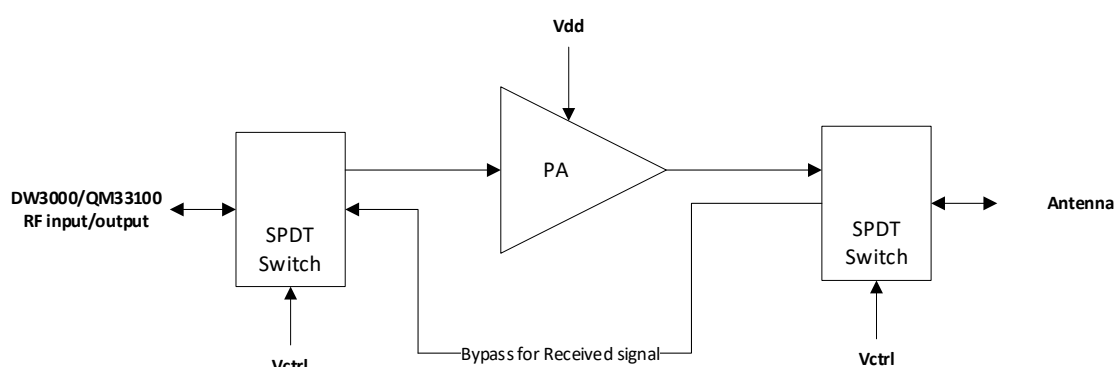 Vdd
PA
DW3000/QM33100
RF input/output
SPDT
Switch
SPDT
Switch
Antenna
Vctrl
Bypass for Received signal
Vctrl